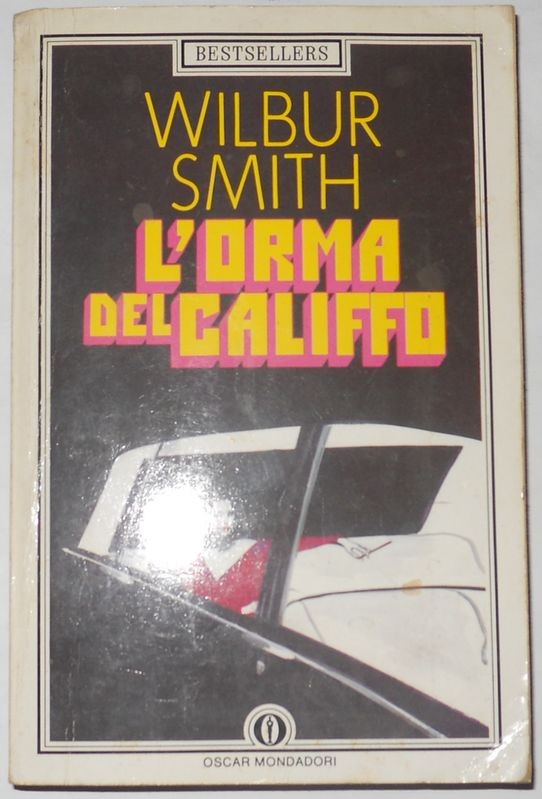 BESTSELLERS
WILBUR
SMITH
L'ORMA
DEL CALIFFO
OSCAR MONDADORI